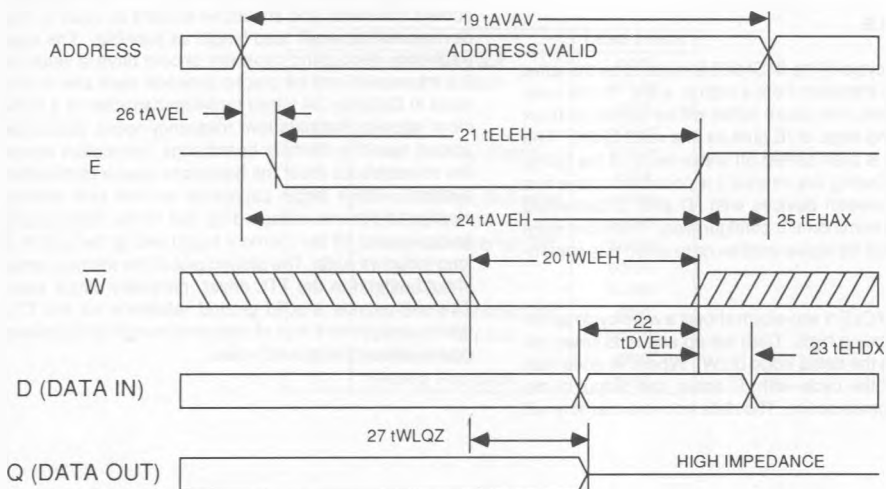 19 tAVAV
ADDRESS
ADDRESS VALID
26 tAVEL
21 tELEH
E
24 tAVEH
25 tEHAX
20 tWLEH
W
22
tDVEH
23 tEHDX
D (DATA IN)
27 tWLQZ
HIGH IMPEDANCE
Q (DATA OUT)